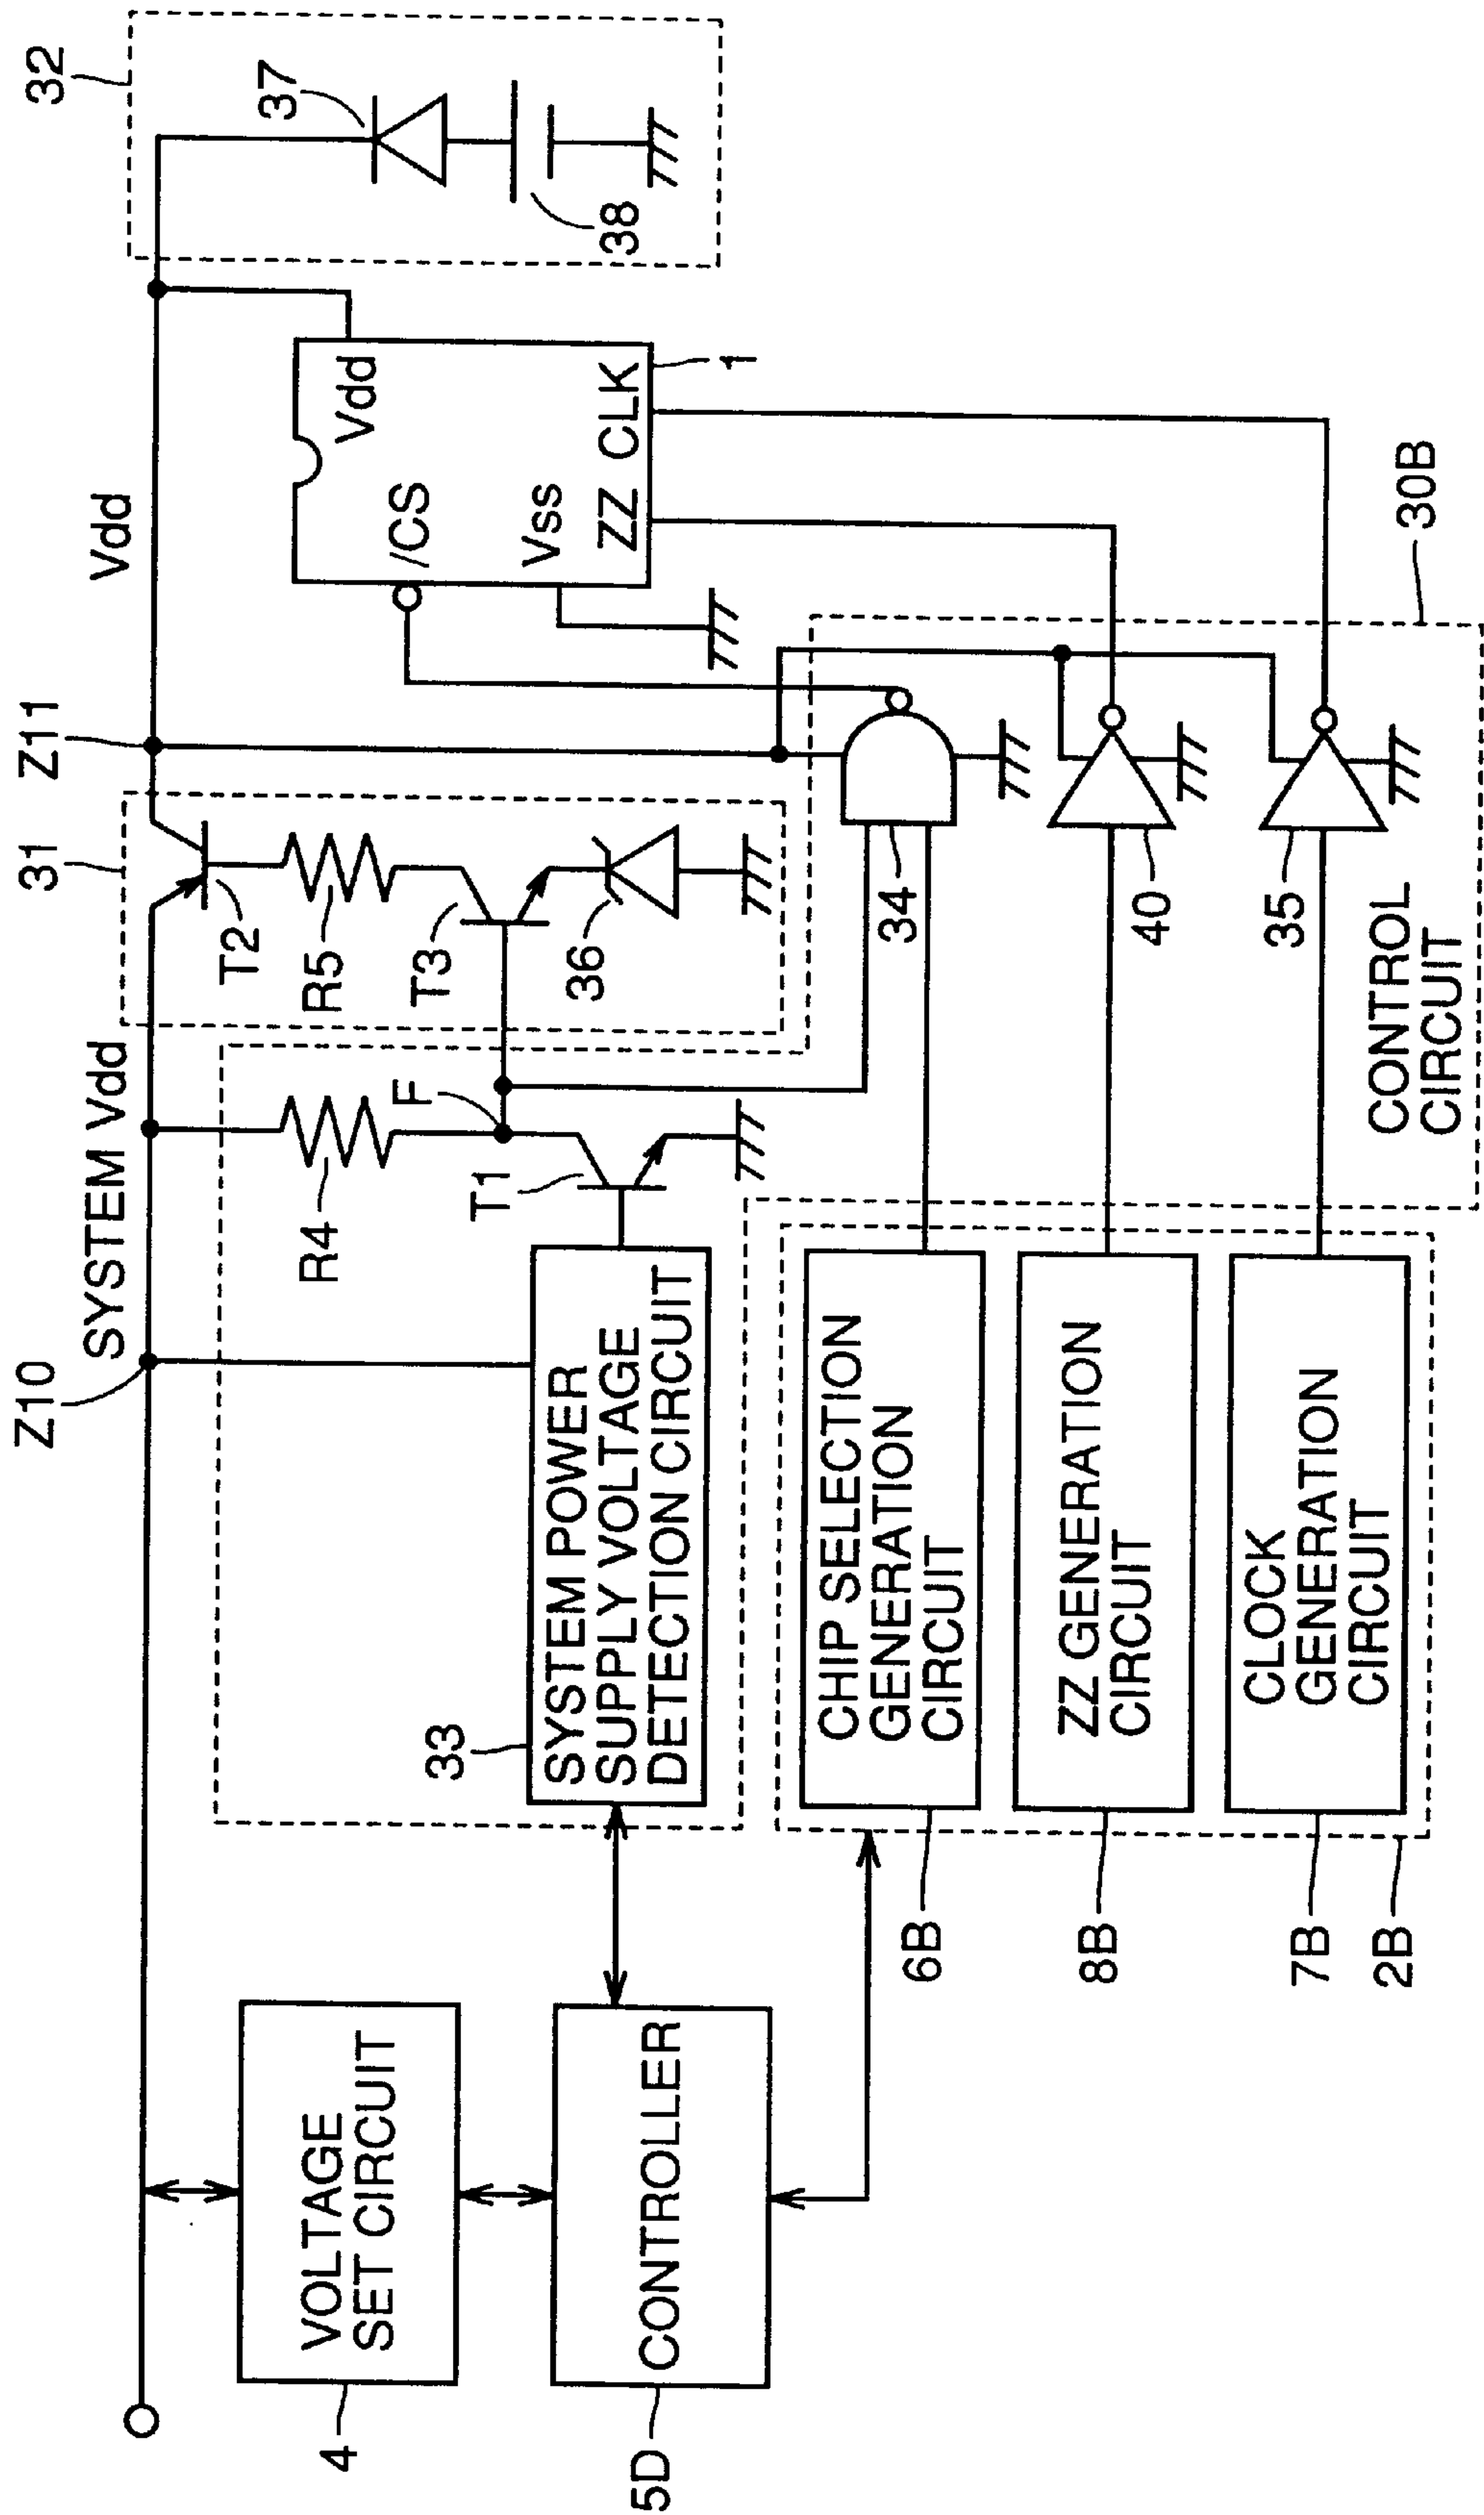 SYSTEM Vdd
Vdd
Z10
Z11
31
32
4
VOLTAGE
SET CIRCUIT
5D
CONTROLLER
33
SYSTEM POWER
SUPPLY VOLTAGE
DETECTION CIRCUIT
R4
F
T1
T2
R5
T3
36
37
38
Vdd
/CS
Vss
ZZ CLK
1
34
40
35
CONTROL
CIRCUIT
30B
CHIP SELECTION
GENERATION
CIRCUIT
ZZ GENERATION
CIRCUIT
CLOCK
GENERATION
CIRCUIT
6B
8B
7B
2B